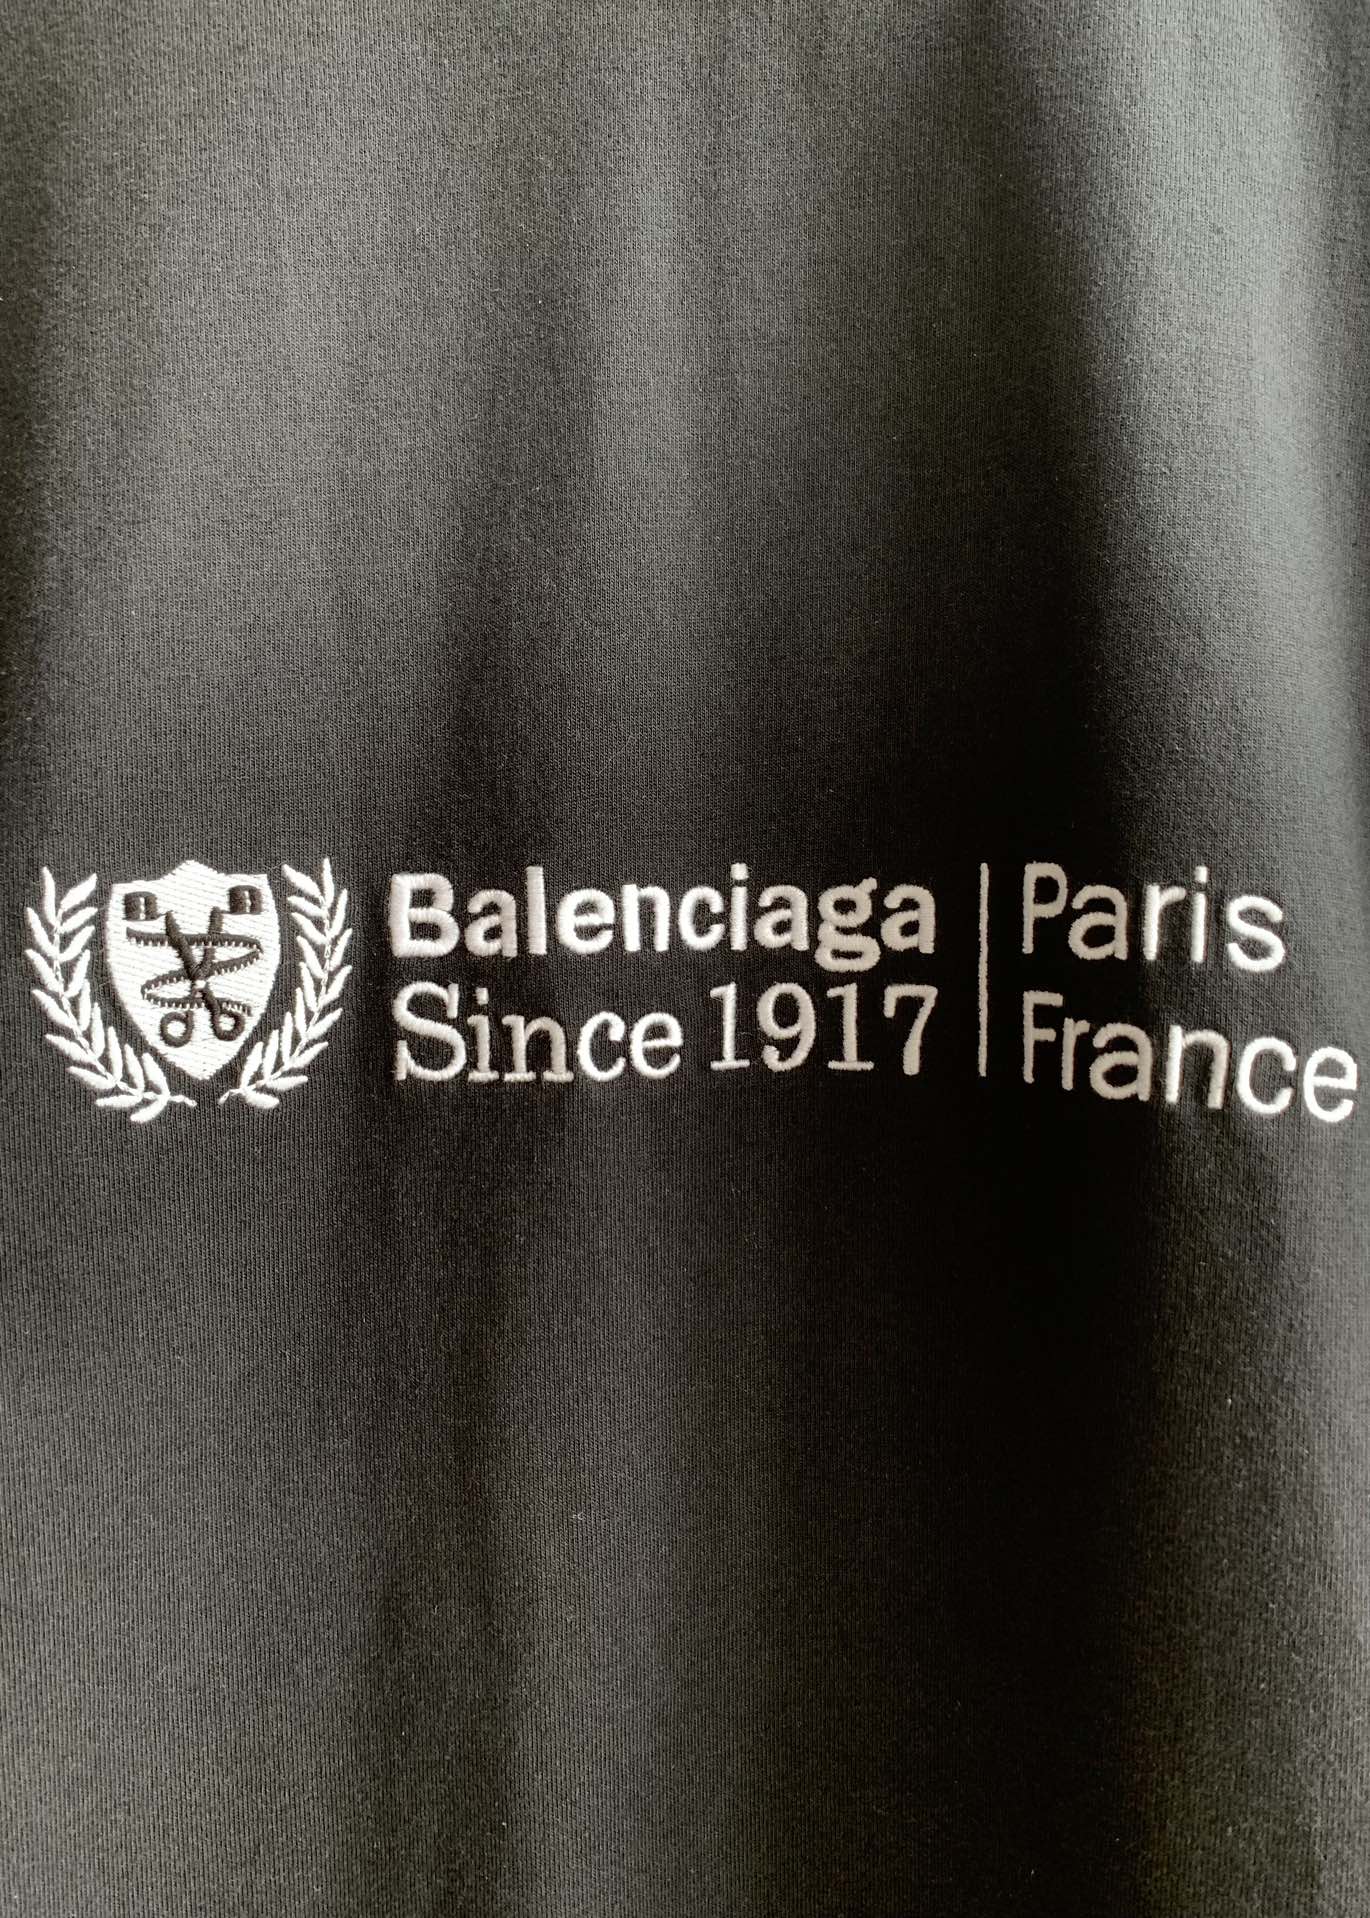 Balenciaga
Since 1917
Paris
France